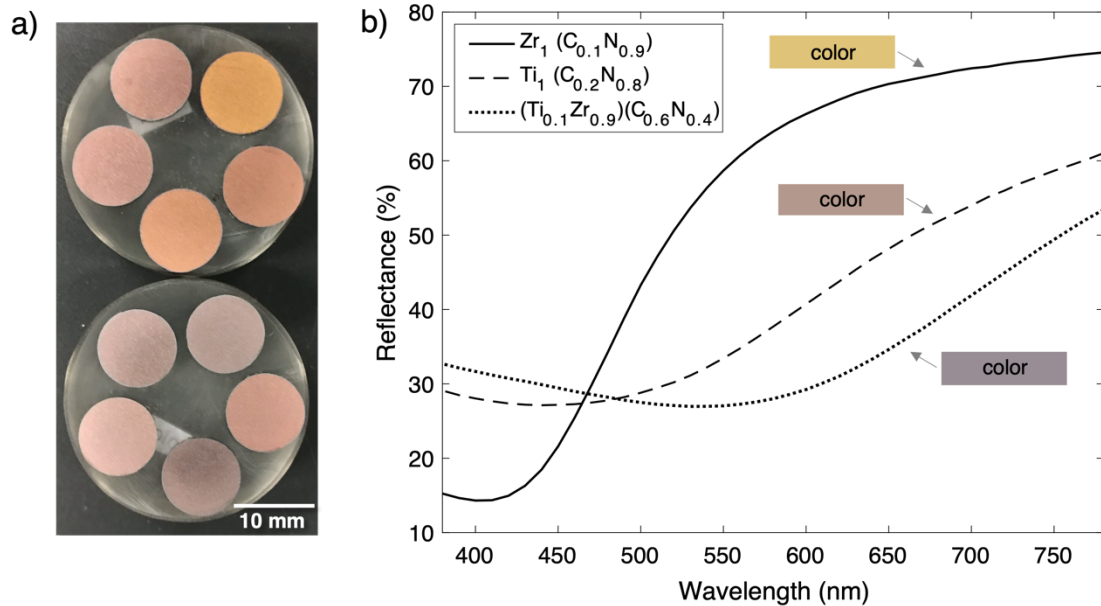 a)
10 mm
b)
Zr₁ (C₀.₁N₀.₉)
Ti₁ (C₀.₂N₀.₈)
(Ti₀.₁Zr₀.₉)(C₀.₆N₀.₄)
color
color
color
Reflectance (%)
80
70
60
50
40
30
20
10
400 450 500 550 600 650 700 750
Wavelength (nm)